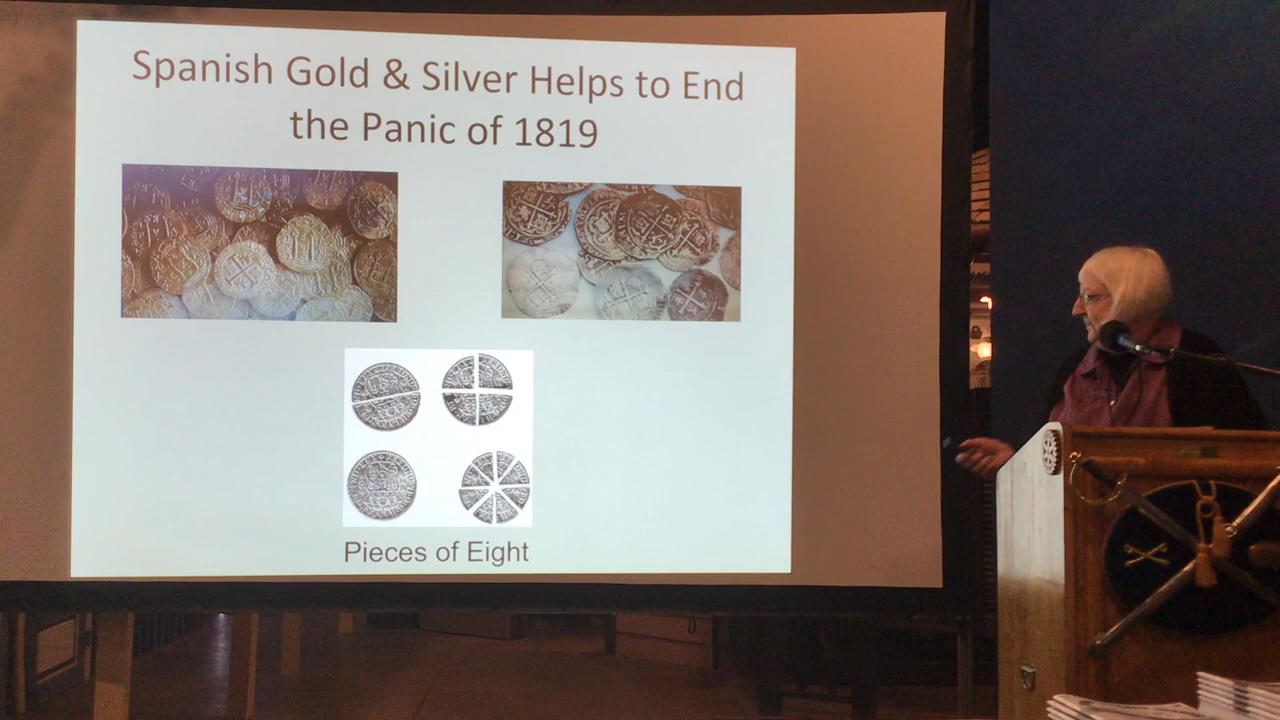 Spanish Gold & Silver Helps to End
the Panic of 1819
Pieces of Eight